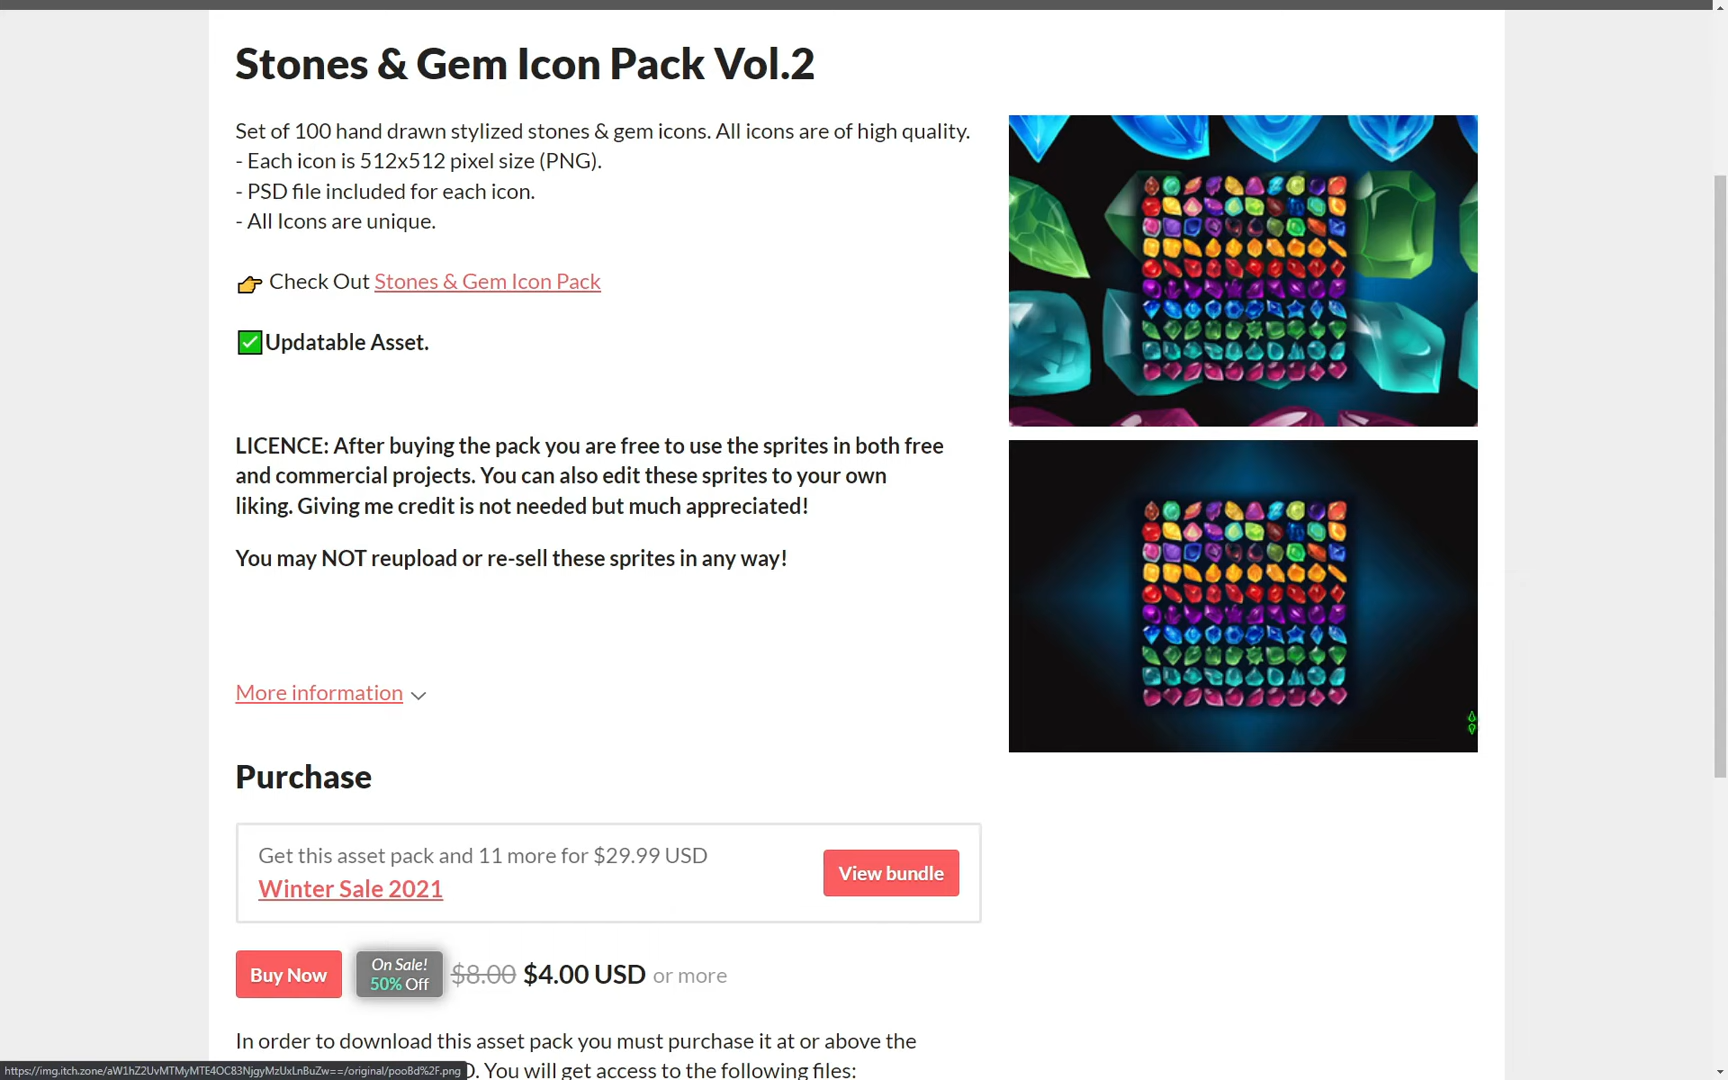 Stones & Gem Icon Pack Vol.2
Set of 100 hand drawn stylized stones & gem icons. All icons are of high quality.
- Each icon is 512x512 pixel size (PNG).
- PSD file included for each icon.
- All Icons are unique.
👉 Check Out Stones & Gem Icon Pack
✅Updatable Asset.
LICENCE: After buying the pack you are free to use the sprites in both free
and commercial projects. You can also edit these sprites to your own
liking. Giving me credit is not needed but much appreciated!
You may NOT reupload or re-sell these sprites in any way!
More information
Purchase
Get this asset pack and 11 more for $29.99 USD
Winter Sale 2021
View bundle
Buy Now
On Sale!
50% Off
$8.00 $4.00 USD or more
In order to download this asset pack you must purchase it at or above the
D. You will get access to the following files: